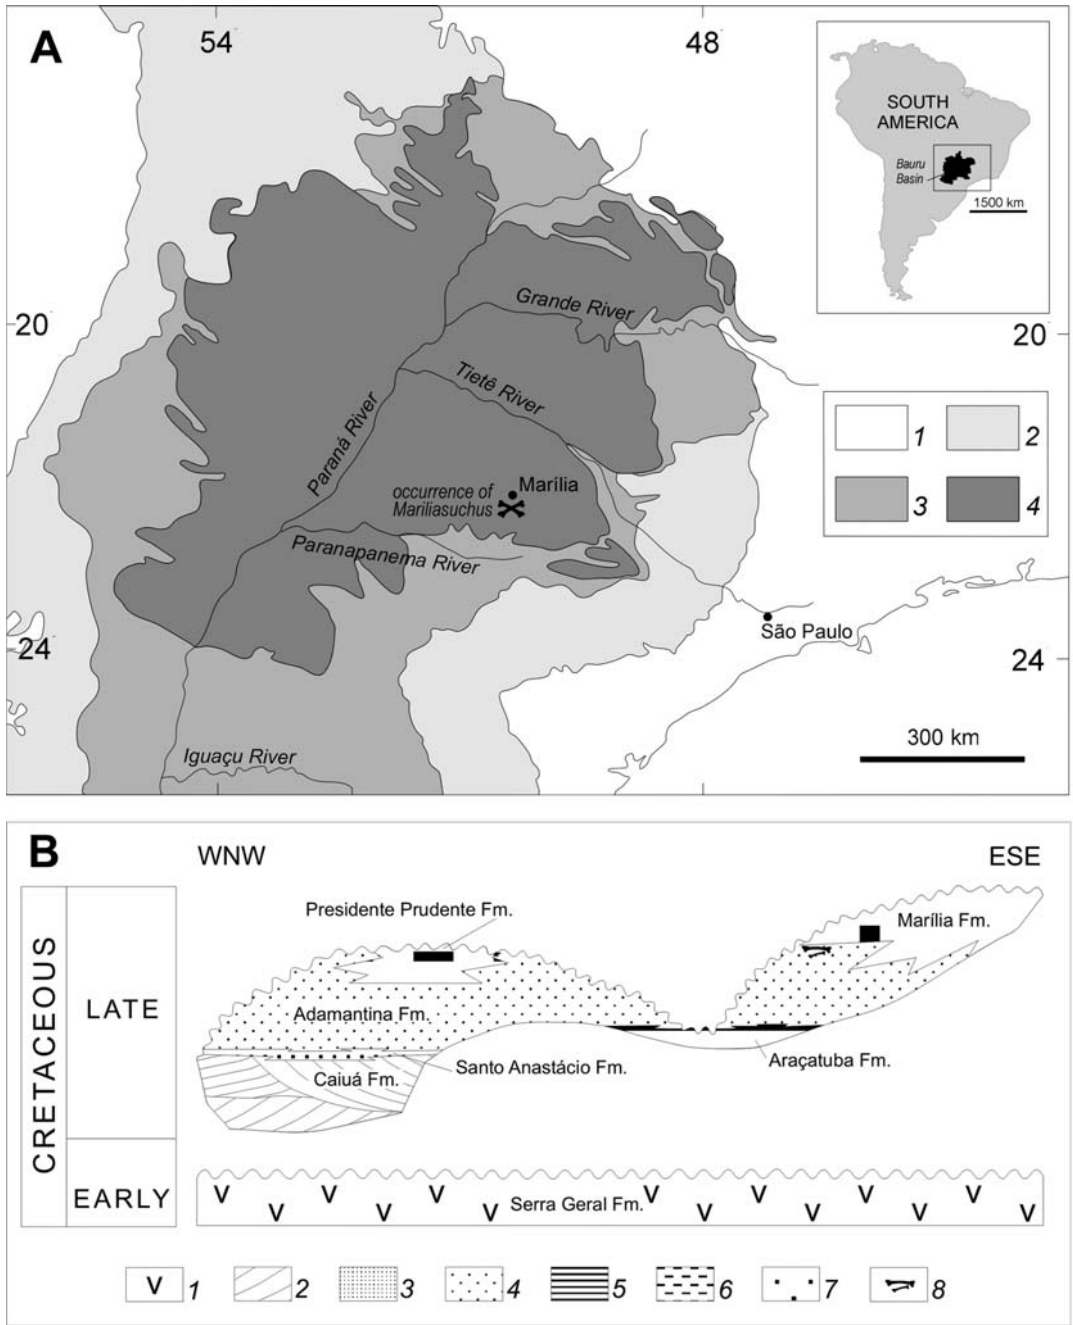 A
54
48
SOUTH
AMERICA
Bauru
Basin
1500 km
20
20
Grande River
Tietê River
Paraná River
1
2
3
4
occurrence of
Mariliasuchus
Marília
Paranapanema River
São Paulo
24
24
Iguaçu River
300 km
B
WNW
ESE
CRETACEOUS
LATE
EARLY
Presidente Prudente Fm.
Marília Fm.
Adamantina Fm.
Santo Anastácio Fm.
Araçatuba Fm.
Caiuá Fm.
V V V V V V V V
Serra Geral Fm.
V V V V V V V V
V 1 2 3 4 5 6 7 8